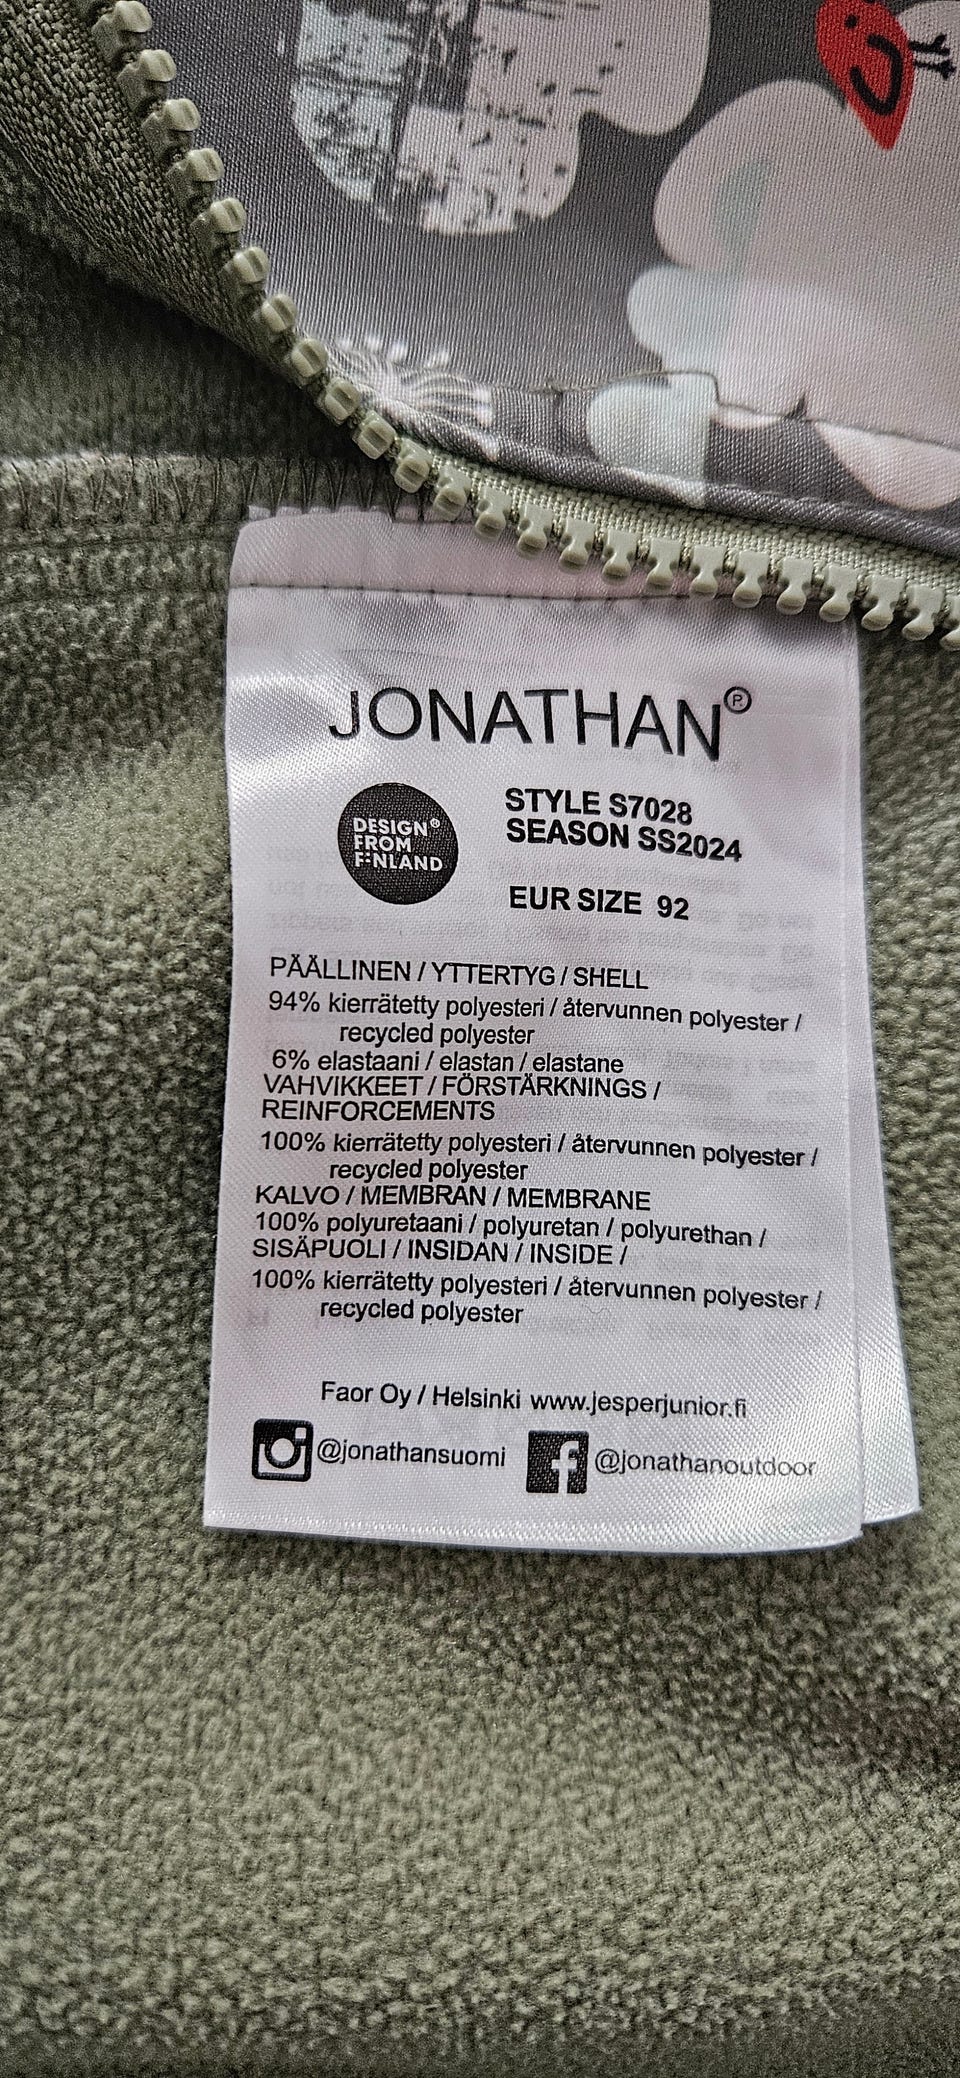 JONATHAN®
DESIGN®
FROM
FINLAND
STYLE S7028
SEASON SS2024
EUR SIZE 92
PÄÄLLINEN / YTTERTYG / SHELL
94% kierrätetty polyesteri / återvunnen polyester /
recycled polyester
6% elastaani / elastan / elastane
VAHVIKKEET / FÖRSTÄRKNINGS /
REINFORCEMENTS
100% kierrätetty polyesteri / återvunnen polyester /
recycled polyester
KALVO / MEMBRAN / MEMBRANE
100% polyuretaani / polyuretan / polyurethan /
SISÄPUOLI / INSIDAN / INSIDE /
100% kierrätetty polyesteri / återvunnen polyester /
recycled polyester
Faor Oy / Helsinki www.jesperjunior.fi
@jonathansuomi @jonathanoutdoor